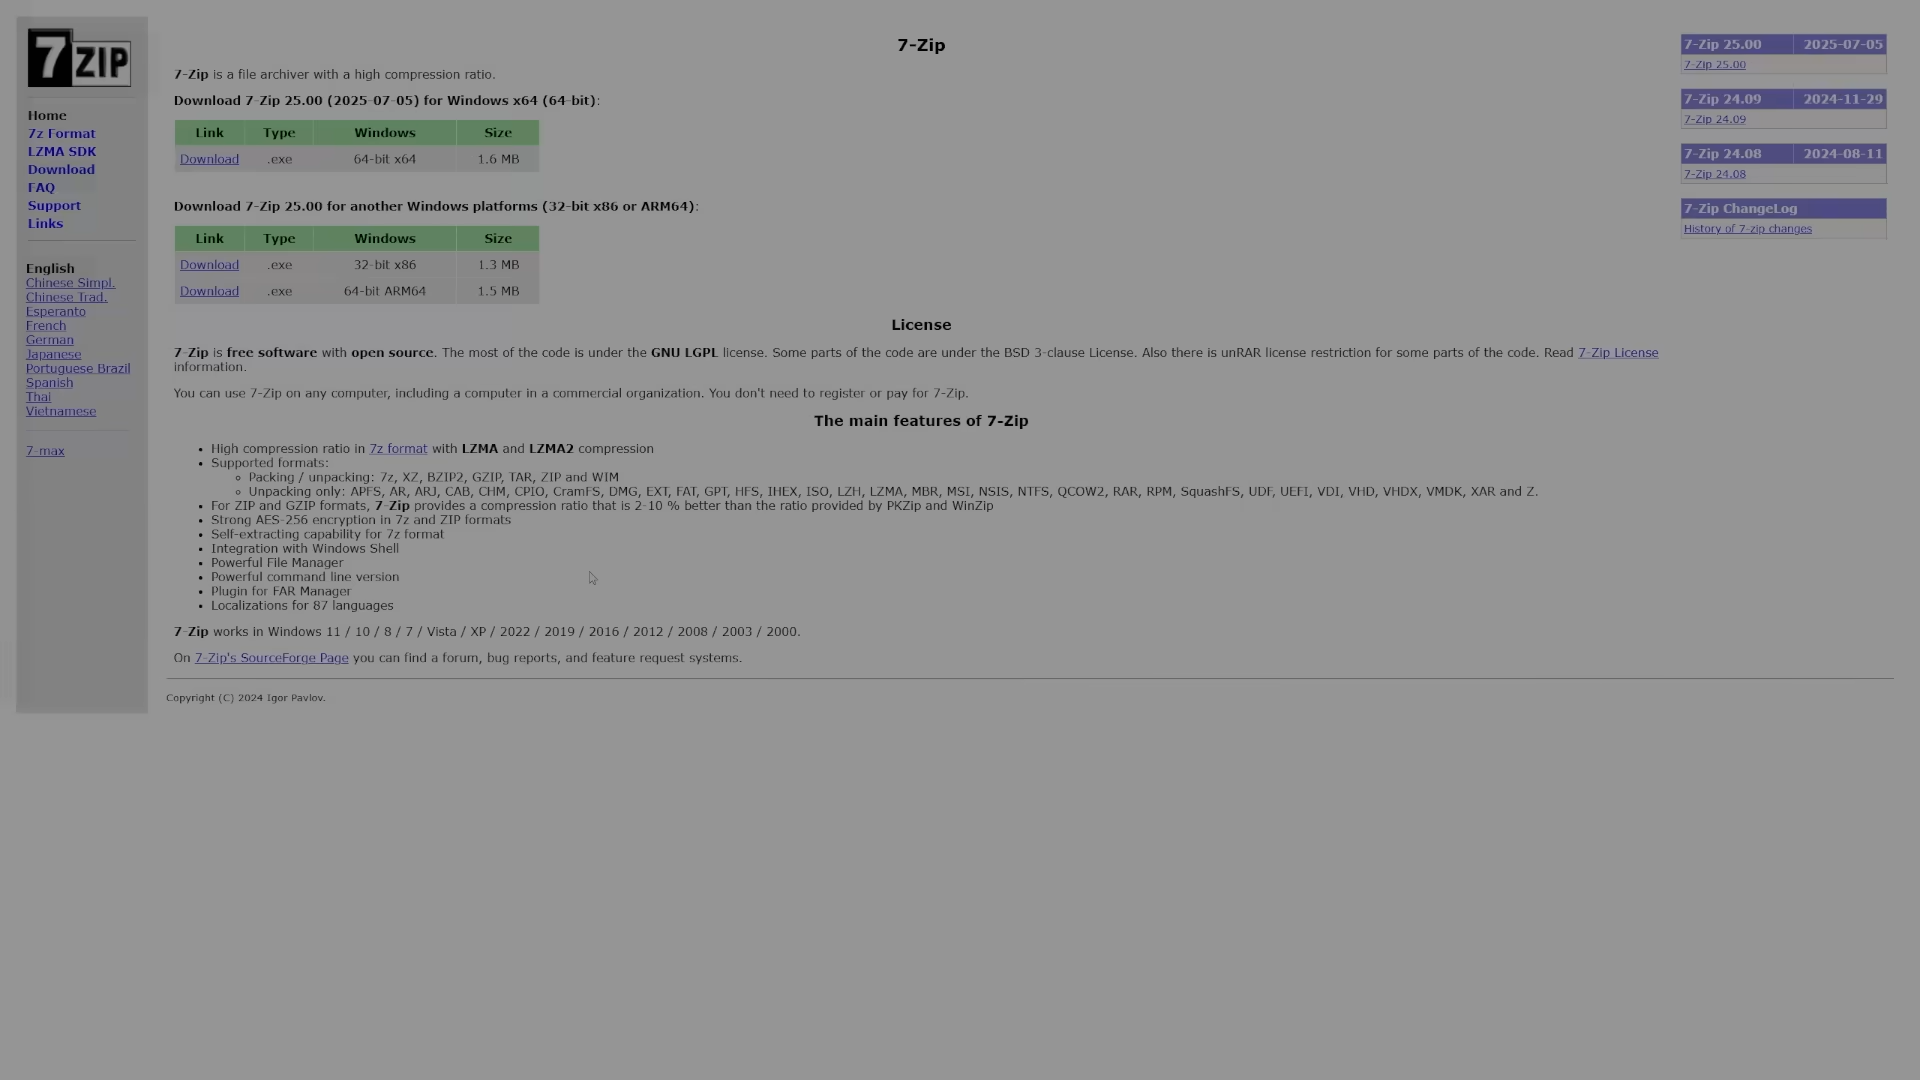 7ZIP
Home
7z Format
LZMA SDK
Download
FAQ
Support
Links
English
Chinese Simpl.
Chinese Trad.
Esperanto
French
German
Japanese
Portuguese Brazil
Spanish
Thai
Vietnamese
7-max
7-Zip
7-Zip is a file archiver with a high compression ratio.
Download 7-Zip 25.00 (2025-07-05) for Windows x64 (64-bit):
Link Type Windows Size
Download .exe 64-bit x64 1.6 MB
Download 7-Zip 25.00 for another Windows platforms (32-bit x86 or ARM64):
Link Type Windows Size
Download .exe 32-bit x86 1.3 MB
Download .exe 64-bit ARM64 1.5 MB
License
7-Zip is free software with open source. The most of the code is under the GNU LGPL license. Some parts of the code are under the BSD 3-clause License. Also there is unRAR license restriction for some parts of the code. Read 7-Zip License
information.
You can use 7-Zip on any computer, including a computer in a commercial organization. You don't need to register or pay for 7-Zip.
The main features of 7-Zip
• High compression ratio in 7z format with LZMA and LZMA2 compression
• Supported formats:
◦ Packing / unpacking: 7z, XZ, BZIP2, GZIP, TAR, ZIP and WIM
◦ Unpacking only: APFS, AR, ARJ, CAB, CHM, CPIO, CramFS, DMG, EXT, FAT, GPT, HFS, IHEX, ISO, LZH, LZMA, MBR, MSI, NSIS, NTFS, QCOW2, RAR, RPM, SquashFS, UDF, UEFI, VDI, VHD, VHDX, VMDK, XAR and Z.
• For ZIP and GZIP formats, 7-Zip provides a compression ratio that is 2-10 % better than the ratio provided by PKZip and WinZip
• Strong AES-256 encryption in 7z and ZIP formats
• Self-extracting capability for 7z format
• Integration with Windows Shell
• Powerful File Manager
• Powerful command line version
• Plugin for FAR Manager
• Localizations for 87 languages
7-Zip works in Windows 11 / 10 / 8 / 7 / Vista / XP / 2022 / 2019 / 2016 / 2012 / 2008 / 2003 / 2000.
On 7-Zip's SourceForge Page you can find a forum, bug reports, and feature request systems.
Copyright (C) 2024 Igor Pavlov.
7-Zip 25.00 2025-07-05
7-Zip 25.00
7-Zip 24.09 2024-11-29
7-Zip 24.09
7-Zip 24.08 2024-08-11
7-Zip 24.08
7-Zip ChangeLog
History of 7-zip changes